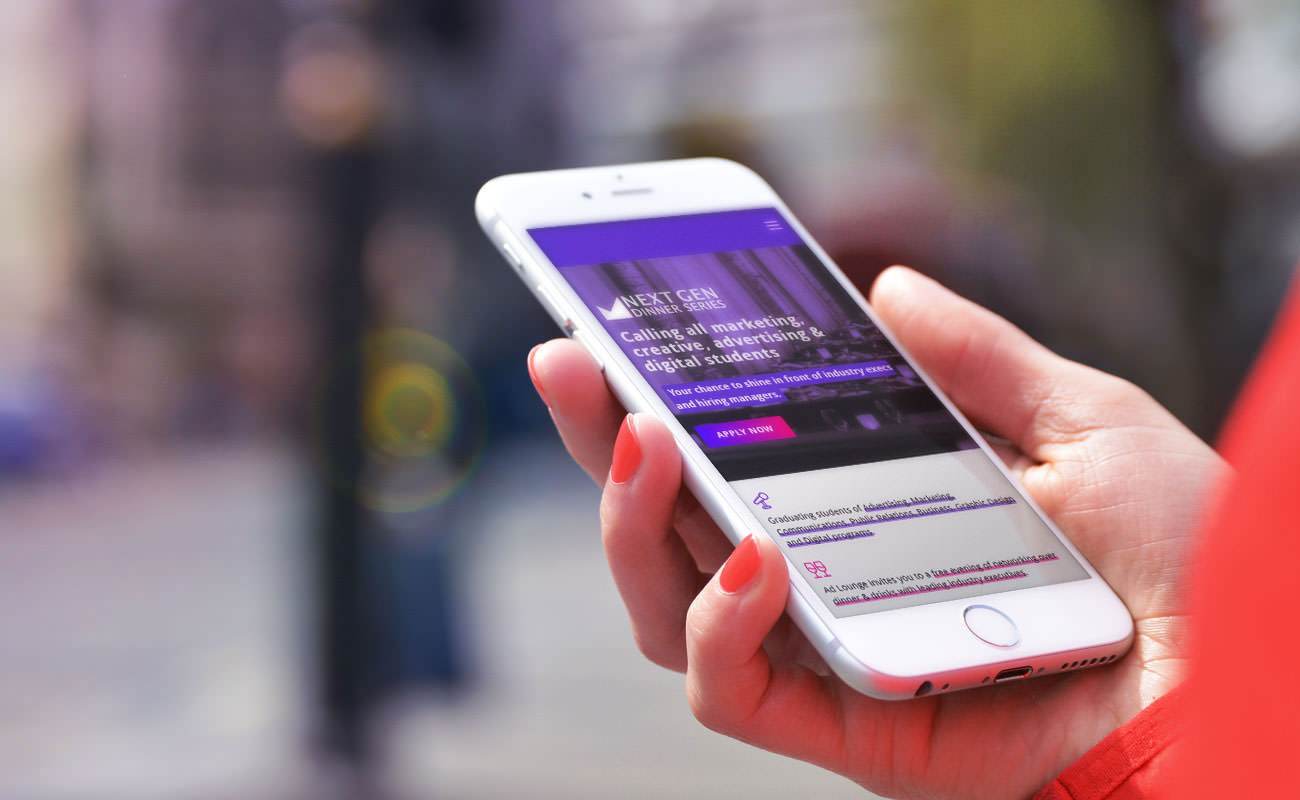 NEXT GEN
DINNER SERIES
Calling all marketing,
creative, advertising &
digital students
Your chance to shine in front of industry execs
and hiring managers.
APPLY NOW
Graduating students of Advertising, Marketing,
Communications, Public Relations, Business, Graphic Design
and Digital programs
Ad Lounge invites you to a free evening of networking over
dinner & drinks with leading industry executives